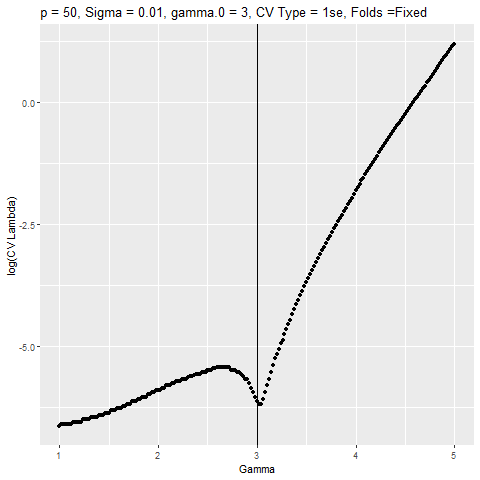 p = 50, Sigma = 0.01, gamma.0 = 3, CV Type = 1se, Folds =Fixed
0.0
-2.5
-5.0
log(CV Lambda)
1 2 3 4 5
Gamma